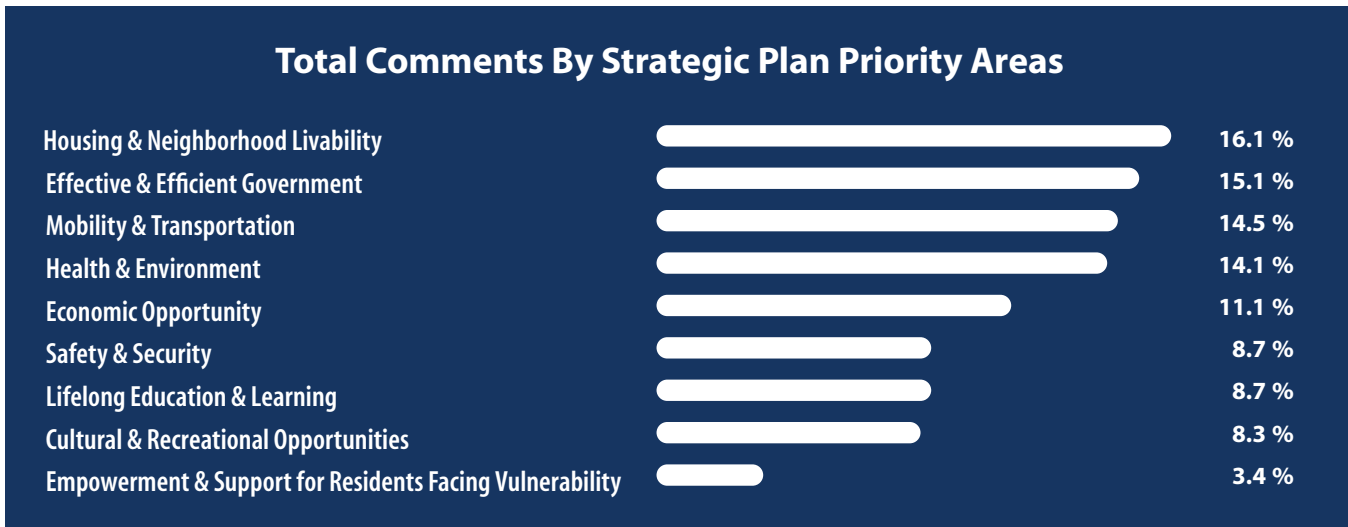 Total Comments By Strategic Plan Priority Areas
Housing & Neighborhood Livability 16.1 %
Effective & Efficient Government 15.1 %
Mobility & Transportation 14.5 %
Health & Environment 14.1 %
Economic Opportunity 11.1 %
Safety & Security 8.7 %
Lifelong Education & Learning 8.7 %
Cultural & Recreational Opportunities 8.3 %
Empowerment & Support for Residents Facing Vulnerability 3.4 %